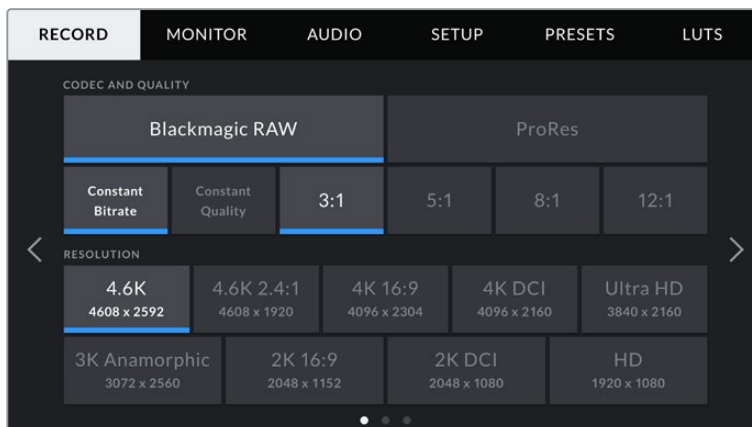 RECORD MONITOR AUDIO SETUP PRESETS LUTS
CODEC AND QUALITY
Blackmagic RAW ProRes
Constant Bitrate Constant Quality 3:1 5:1 8:1 12:1
RESOLUTION
4.6K 4.6K 2.4:1 4K 16:9 4K DCI Ultra HD
4608 x 2592 4608 x 1920 4096 x 2304 4096 x 2160 3840 x 2160
3K Anamorphic 2K 16:9 2K DCI HD
3072 x 2560 2048 x 1152 2048 x 1080 1920 x 1080